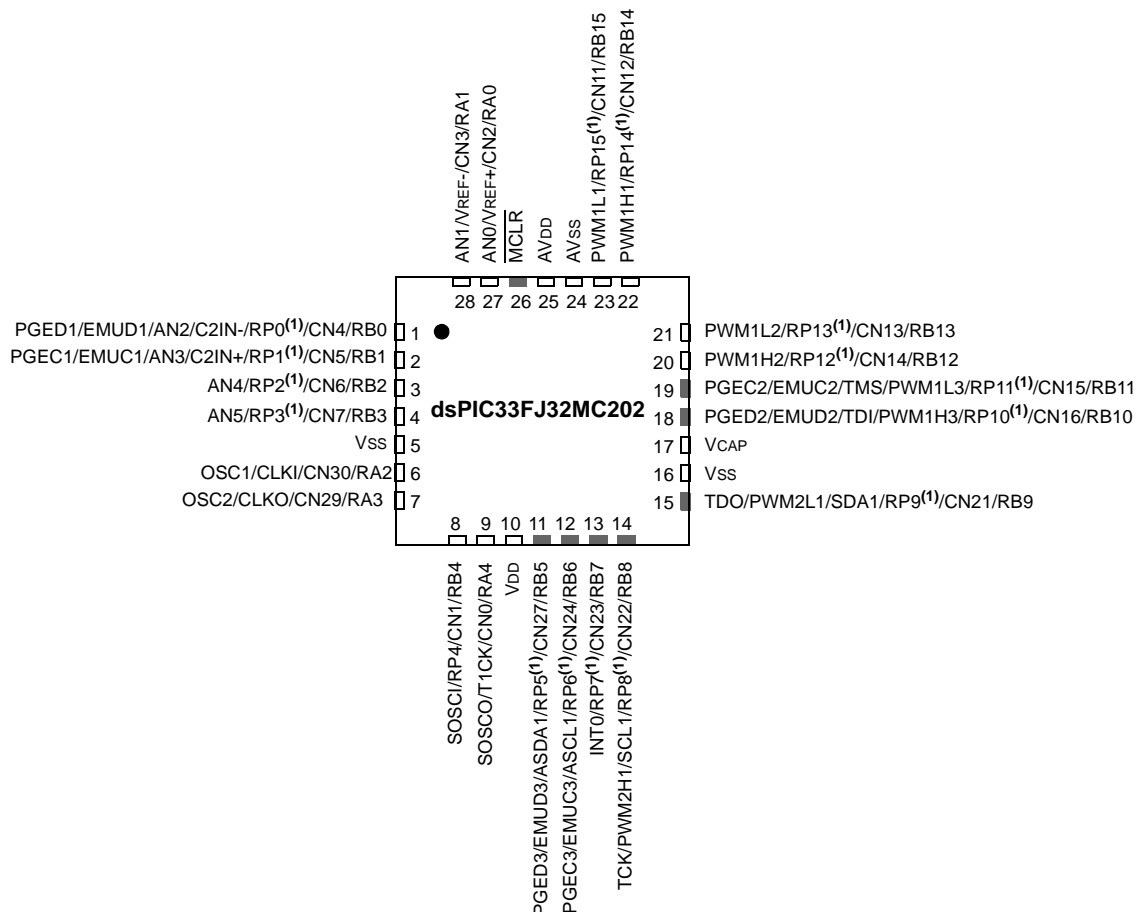 AN1/VREF-/CN3/RA1
AN0/VREF+/CN2/RA0
MCLR
AVDD
AVSS
PWM1L1/RP15(1)/CN11/RB15
PWM1H1/RP14(1)/CN12/RB14
28 27 26 25 24 23 22
PGED1/EMUD1/AN2/C2IN-/RP0(1)/CN4/RB0 1
PGEC1/EMUC1/AN3/C2IN+/RP1(1)/CN5/RB1 2
AN4/RP2(1)/CN6/RB2 3
AN5/RP3(1)/CN7/RB3 4
VSS 5
OSC1/CLKI/CN30/RA2 6
OSC2/CLKO/CN29/RA3 7
dsPIC33FJ32MC202
21 PWM1L2/RP13(1)/CN13/RB13
20 PWM1H2/RP12(1)/CN14/RB12
19 PGEC2/EMUC2/TMS/PWM1L3/RP11(1)/CN15/RB11
18 PGED2/EMUD2/TDI/PWM1H3/RP10(1)/CN16/RB10
17 VCAP
16 VSS
15 TDO/PWM2L1/SDA1/RP9(1)/CN21/RB9
8 9 10 11 12 13 14
SOSCI/RP4/CN1/RB4
SOSCO/T1CK/CN0/RA4
VDD
PGED3/EMUD3/ASDA1/RP5(1)/CN27/RB5
PGEC3/EMUC3/ASCL1/RP6(1)/CN24/RB6
INT0/RP7(1)/CN23/RB7
TCK/PWM2H1/SCL1/RP8(1)/CN22/RB8